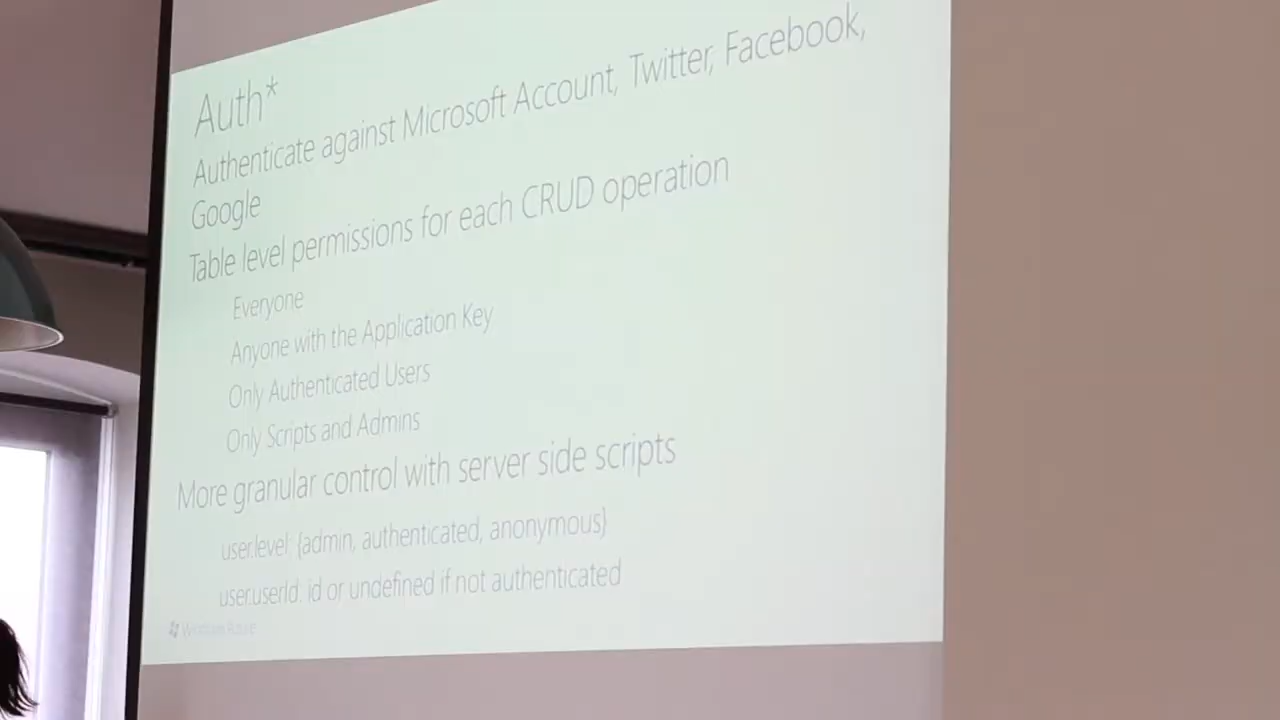 Auth*
Authenticate against Microsoft Account, Twitter, Facebook,
Google
Table level permissions for each CRUD operation
Everyone
Anyone with the Application Key
Only Authenticated Users
Only Scripts and Admins
More granular control with server side scripts
user.level: {admin, authenticated, anonymous}
user.userId: id or undefined if not authenticated
Windows Azure